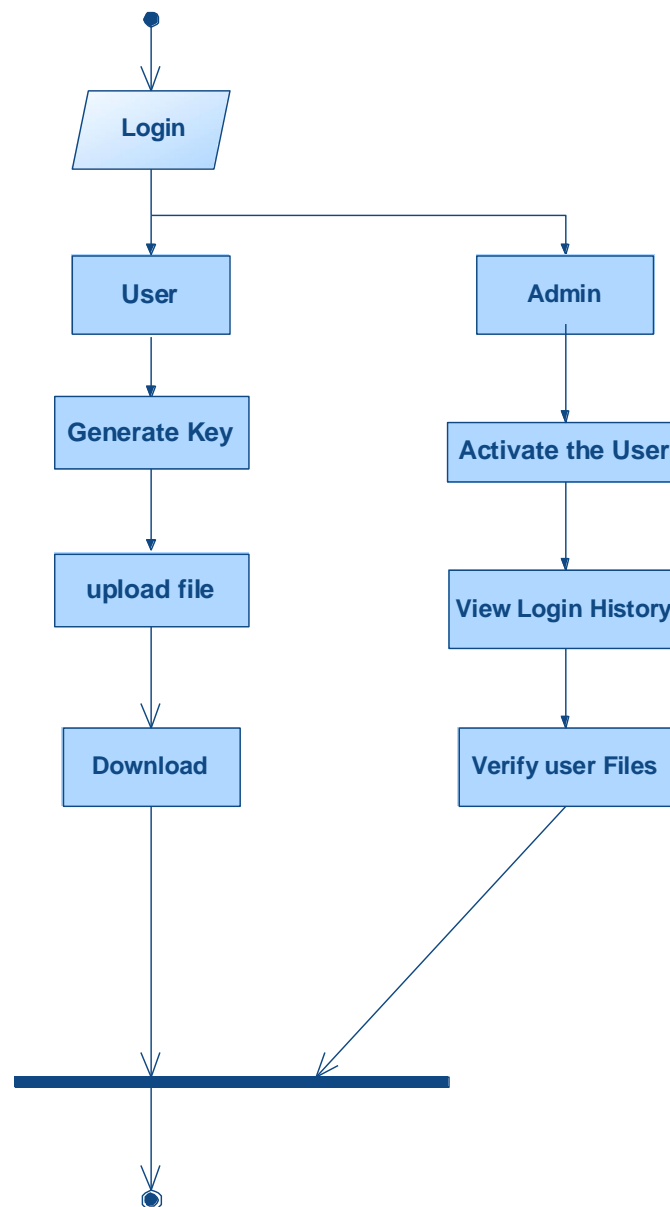 Login
User
Admin
Generate Key
Activate the User
upload file
View Login History
Download
Verify user Files